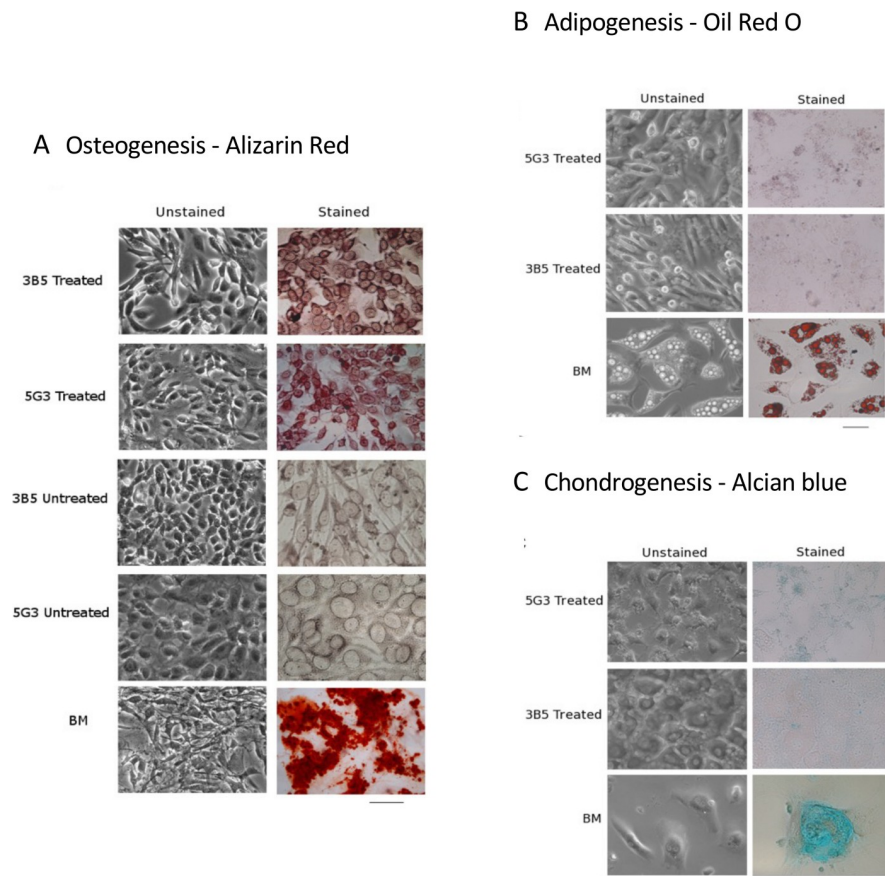 A Osteogenesis - Alizarin Red
Unstained Stained
3B5 Treated
5G3 Treated
3B5 Untreated
5G3 Untreated
BM
B Adipogenesis - Oil Red O
Unstained Stained
5G3 Treated
3B5 Treated
BM
C Chondrogenesis - Alcian blue
Unstained Stained
5G3 Treated
3B5 Treated
BM